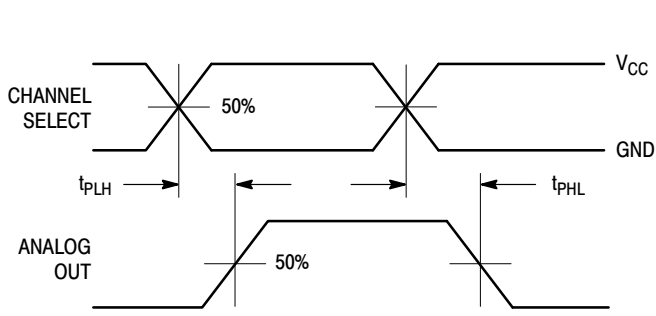 V_CC
CHANNEL
SELECT
50%
GND
t_PLH
t_PHL
ANALOG
OUT
50%